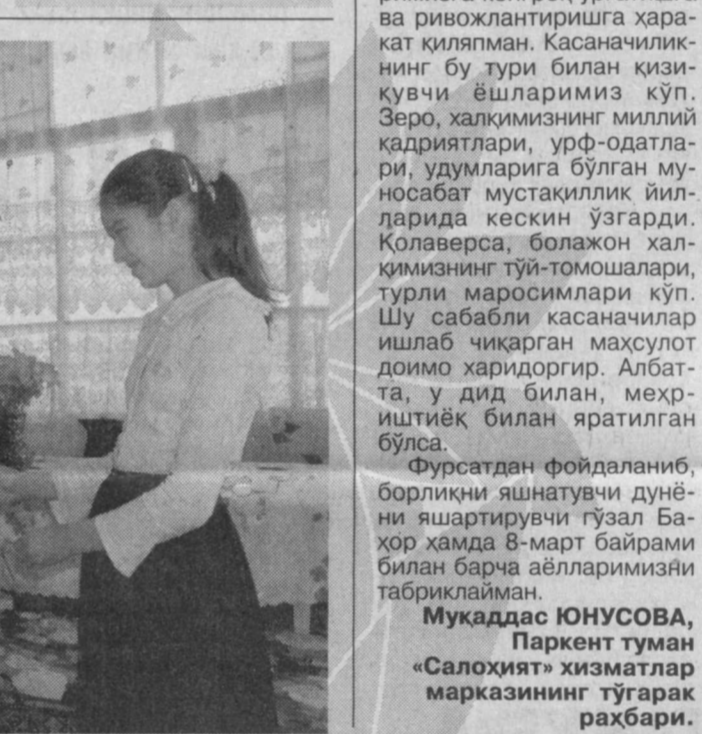 ва ривожлантиришга ҳара-
кат қиляпман. Касаначилик-
нинг бу тури билан қизи-
қувчи ёшларимиз кўп.
Зеро, халқимизнинг миллий
қадриятлари, урф-одатла-
ри, удумларига бўлган му-
носабат мустақиллик йил-
ларида кескин ўзгарди.
Қолаверса, болажон хал-
қимизнинг тўй-томошалари,
турли маросимлари кўп.
Шу сабабли касаначилар
ишлаб чиқарган маҳсулот
доимо харидоргир. Албат-
та, у дид билан, меҳр-
иштиёқ билан яратилган
бўлса.
Фурсатдан фойдаланиб,
борлиқни яшнатувчи дунё-
ни яшартирувчи гўзал Ба-
ҳор ҳамда 8-март байрами
билан барча аёлларимизни
табриклайман.
Муқаддас ЮНУСОВА,
Паркент туман
«Салоҳият» хизматлар
марказининг тўгарак
раҳбари.